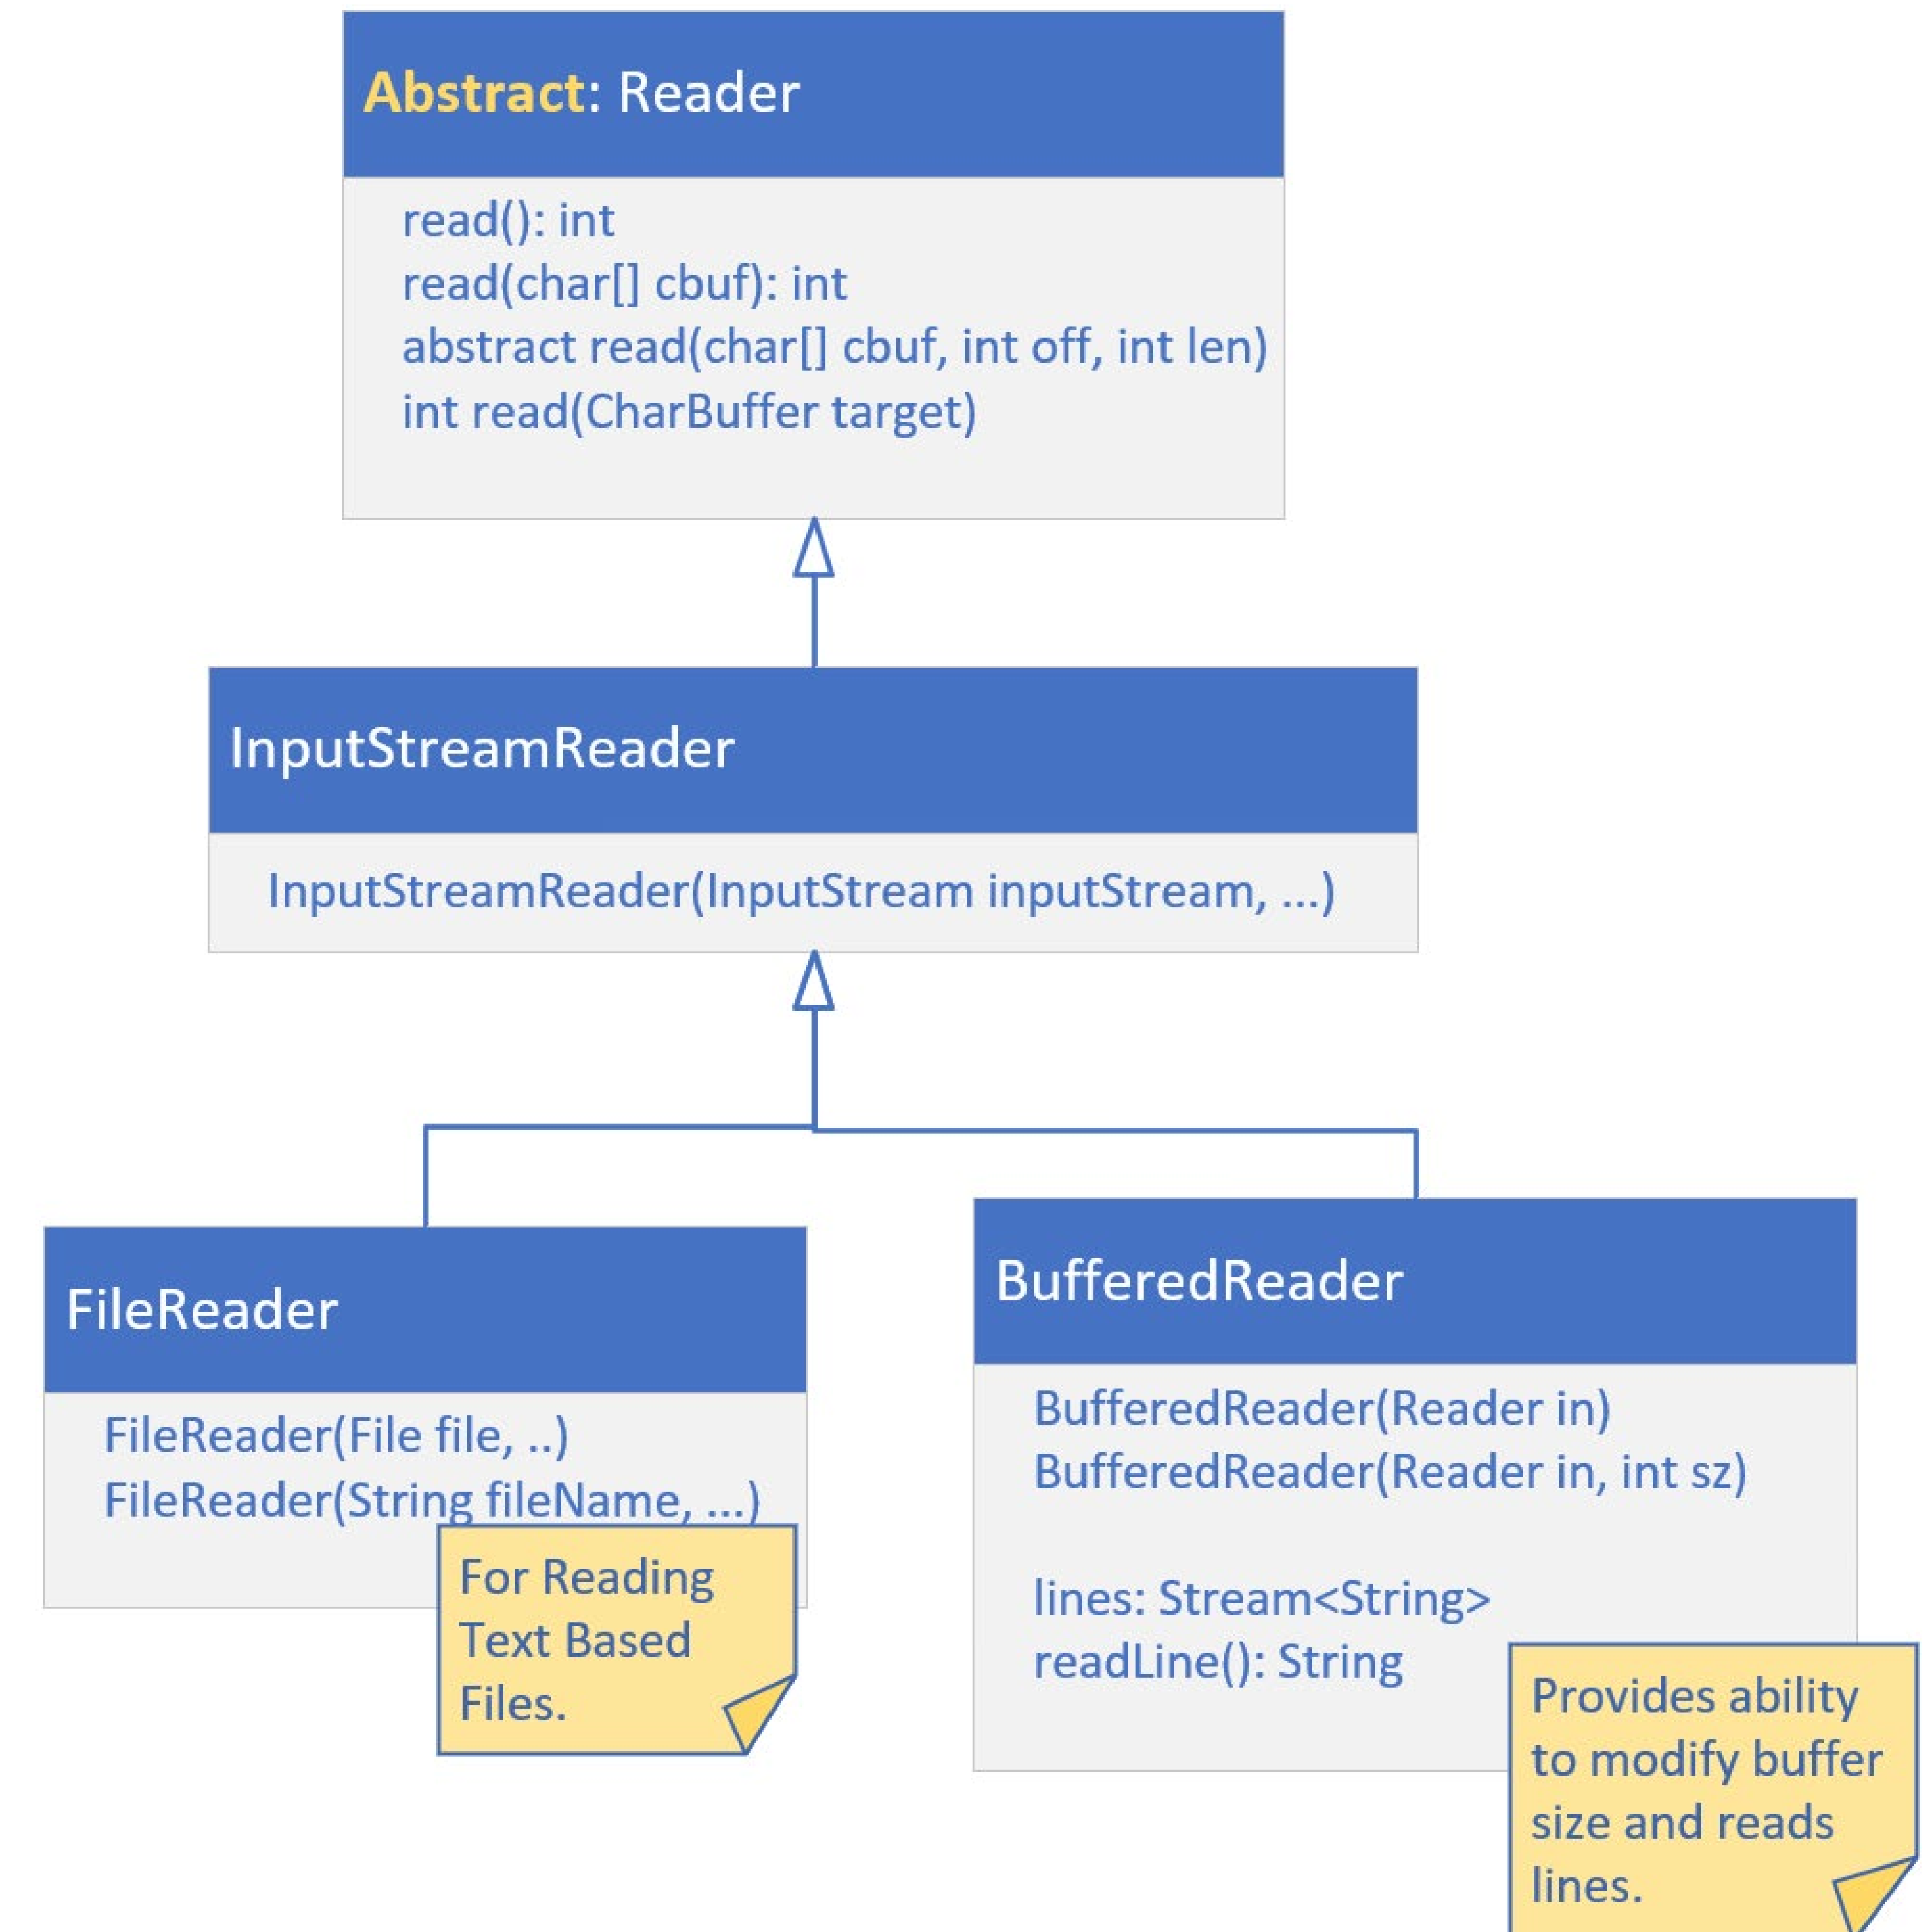 Abstract: Reader
read(): int
read(char[] cbuf): int
abstract read(char[] cbuf, int off, int len)
int read(CharBuffer target)
InputStreamReader
InputStreamReader(InputStream inputStream, ...)
FileReader
FileReader(File file, ..)
FileReader(String fileName, ...)
For Reading
Text Based
Files.
BufferedReader
BufferedReader(Reader in)
BufferedReader(Reader in, int sz)
lines: Stream<String>
readLine(): String
Provides ability
to modify buffer
size and reads
lines.